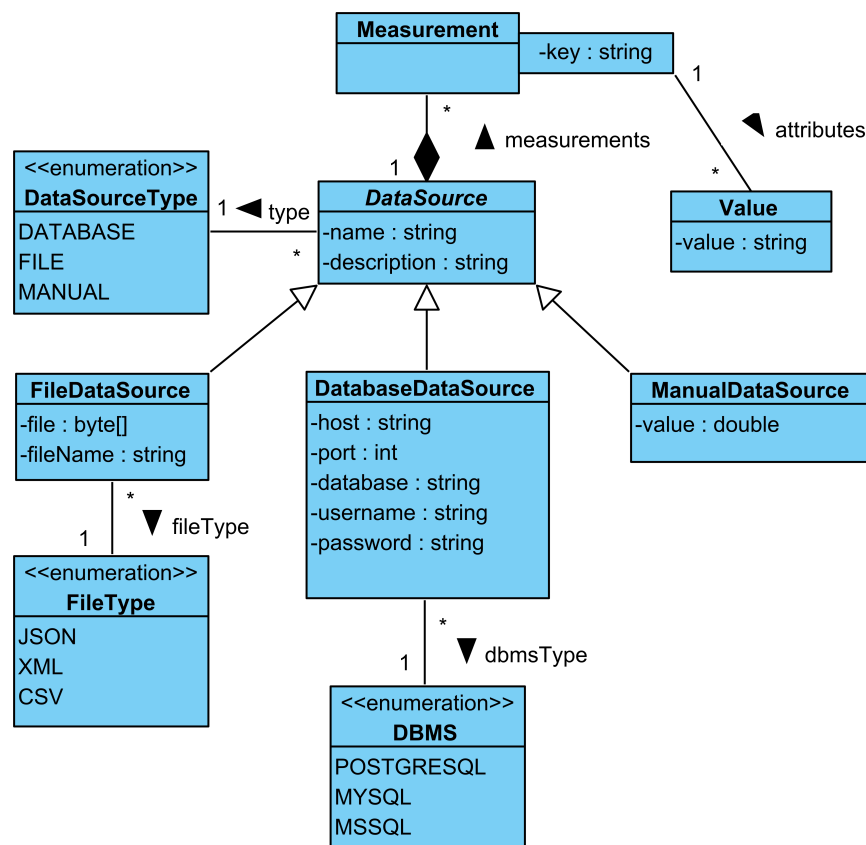 Measurement
-key : string
1
*
attributes
*
measurements
1
<<enumeration>>
DataSourceType
DATABASE
FILE
MANUAL
1
type
*
DataSource
-name : string
-description : string
Value
-value : string
FileDataSource
-file : byte[]
-fileName : string
DatabaseDataSource
-host : string
-port : int
-database : string
-username : string
-password : string
ManualDataSource
-value : double
*
fileType
1
<<enumeration>>
FileType
JSON
XML
CSV
*
dbmsType
1
<<enumeration>>
DBMS
POSTGRESQL
MYSQL
MSSQL